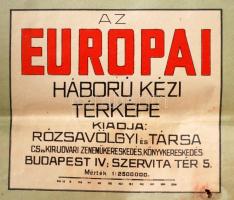 AZ
EUROPAI
HÁBORÚ KÉZI
TÉRKÉPE
KIADJA:
RÓZSAVÖLGYI ÉS TÁRSA
CS. ÉS KIR. UDVARI ZENEMŰKERESKEDÉS, KÖNYVKERESKEDÉS
BUDAPEST IV; SZERVITA TÉR 5.
Mérték 1:2500000.